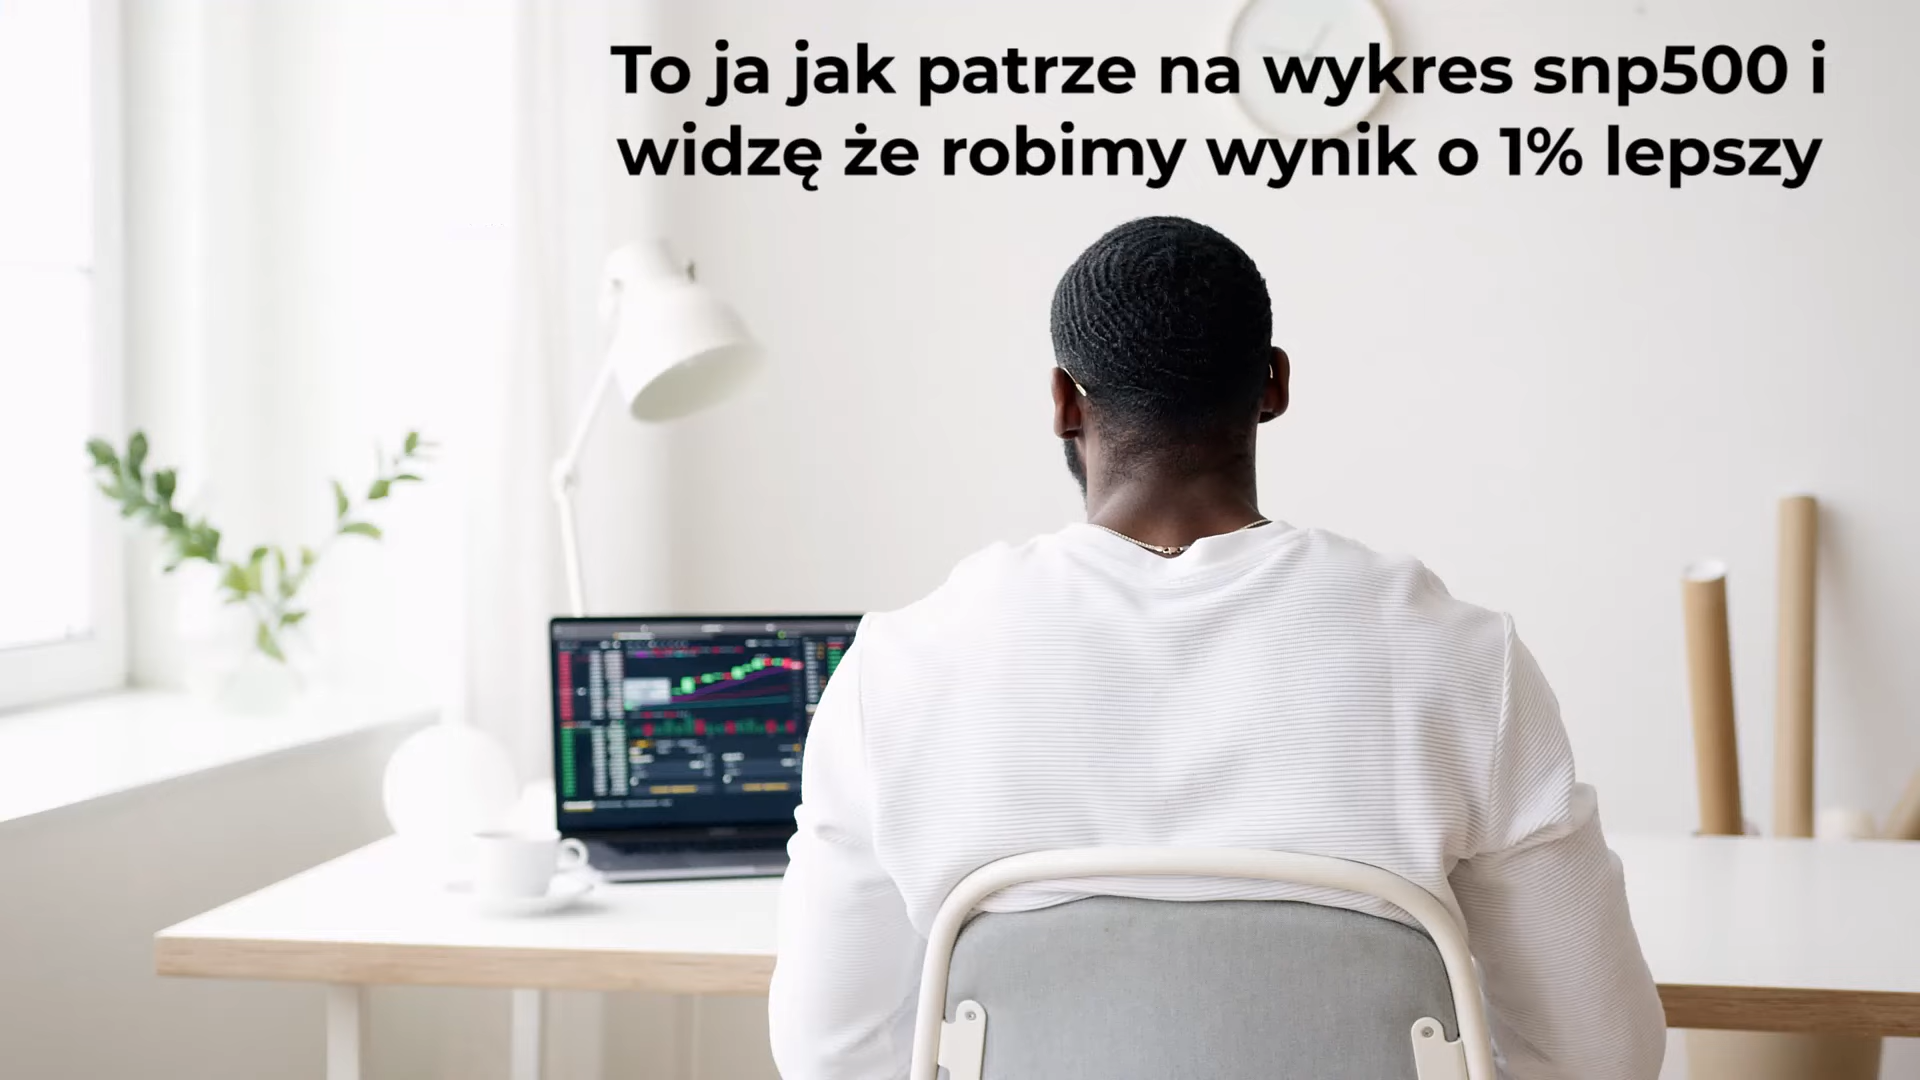 To ja jak patrze na wykres snp500 i
widzę że robimy wynik o 1% lepszy